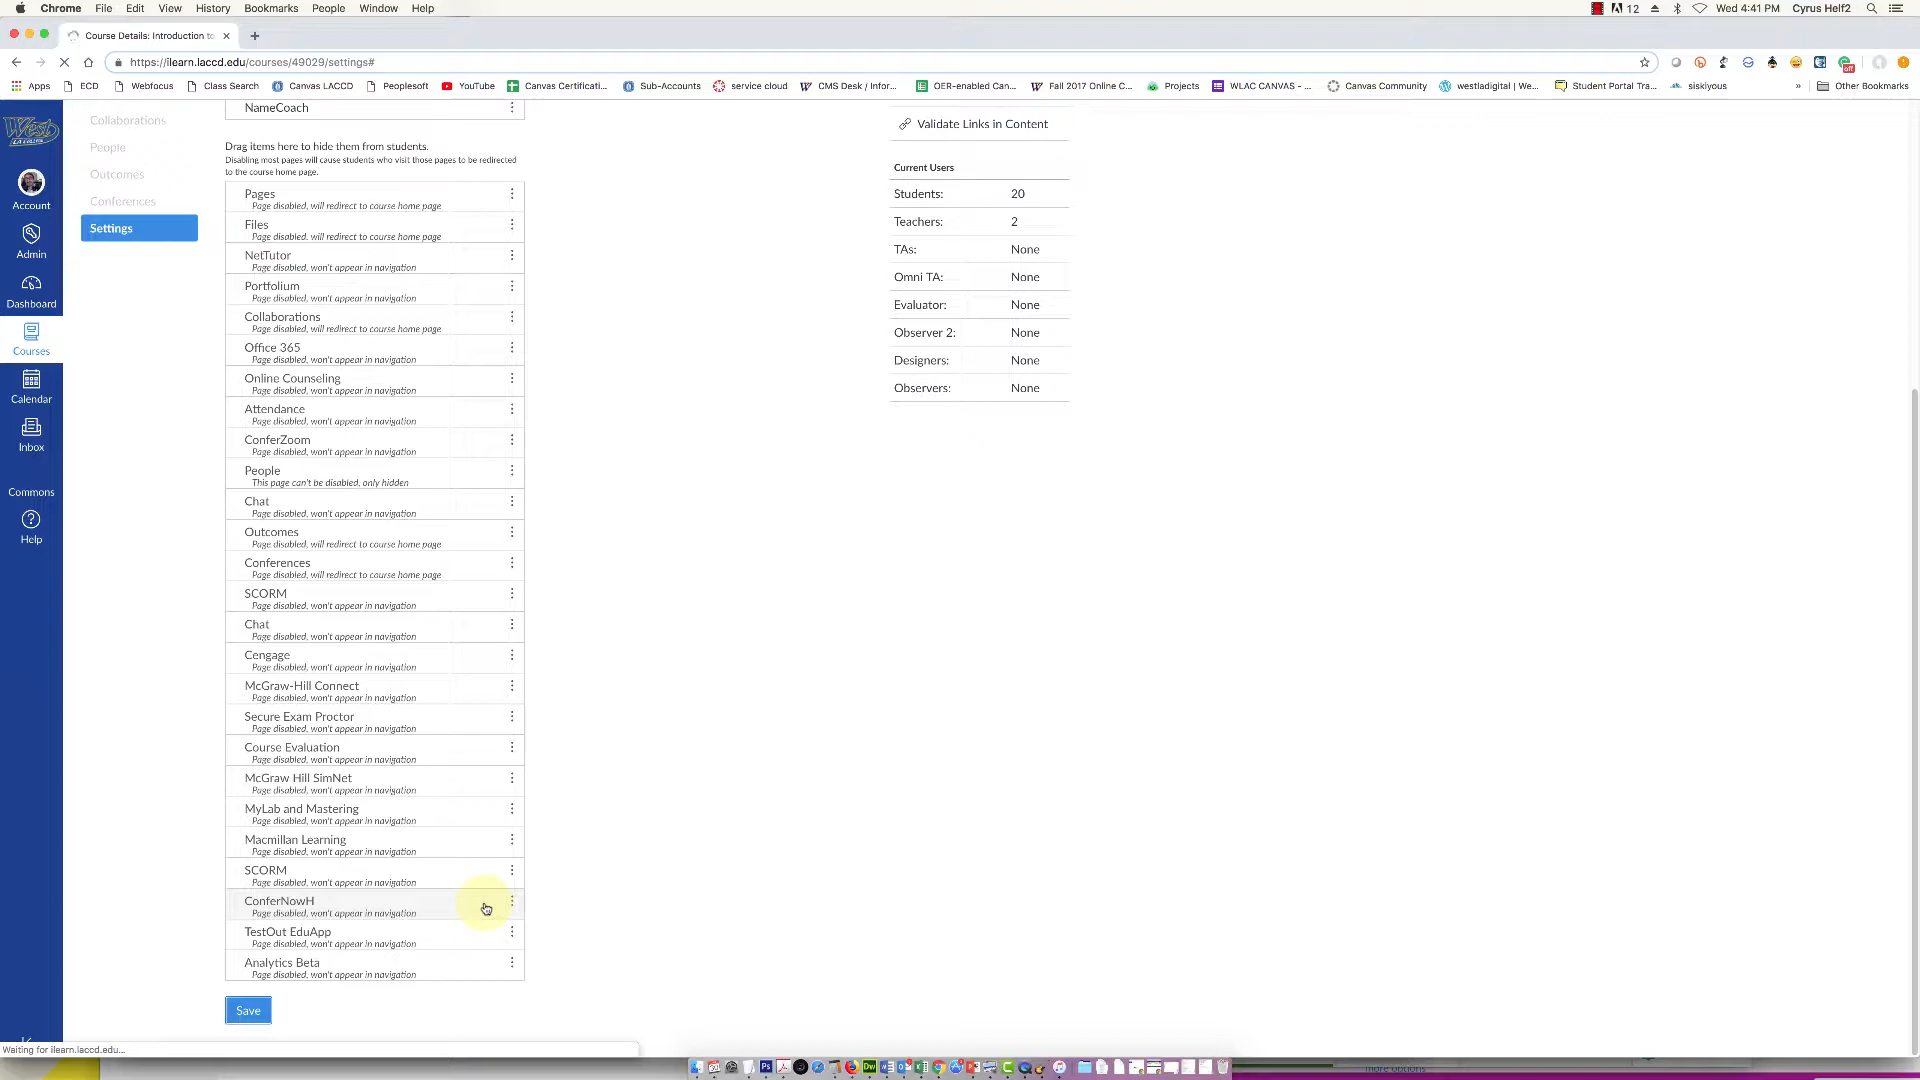 Chrome File Edit View History Bookmarks People Window Help 12 Wed 4:41 PM Cyrus Helf2
Course Details: Introduction to
https://ilearn.laccd.edu/courses/49029/settings#
Apps ECD Webfocus Class Search Canvas LACCD Peoplesoft YouTube Canvas Certificati... Sub-Accounts service cloud CMS Desk / Infor... OER-enabled Can... Fall 2017 Online C... Projects WLAC CANVAS -... Canvas Community westladigital | We... Student Portal Tra... siskiyous » Other Bookmarks
West
Account
Admin
Dashboard
Courses
Calendar
Inbox
Commons
Help
Collaborations
People
Outcomes
Conferences
Settings
NameCoach
Drag items here to hide them from students.
Disabling most pages will cause students who visit those pages to be redirected
to the course home page.
Pages
Page disabled, will redirect to course home page
Files
Page disabled, will redirect to course home page
NetTutor
Page disabled, won't appear in navigation
Portfolium
Page disabled, won't appear in navigation
Collaborations
Page disabled, will redirect to course home page
Office 365
Page disabled, won't appear in navigation
Online Counseling
Page disabled, won't appear in navigation
Attendance
Page disabled, won't appear in navigation
ConferZoom
Page disabled, won't appear in navigation
People
This page can't be disabled, only hidden
Chat
Page disabled, won't appear in navigation
Outcomes
Page disabled, will redirect to course home page
Conferences
Page disabled, will redirect to course home page
SCORM
Page disabled, won't appear in navigation
Chat
Page disabled, won't appear in navigation
Cengage
Page disabled, won't appear in navigation
McGraw-Hill Connect
Page disabled, won't appear in navigation
Secure Exam Proctor
Page disabled, won't appear in navigation
Course Evaluation
Page disabled, won't appear in navigation
McGraw Hill SimNet
Page disabled, won't appear in navigation
MyLab and Mastering
Page disabled, won't appear in navigation
Macmillan Learning
Page disabled, won't appear in navigation
SCORM
Page disabled, won't appear in navigation
ConferNowH
Page disabled, won't appear in navigation
TestOut EduApp
Page disabled, won't appear in navigation
Analytics Beta
Page disabled, won't appear in navigation
Save
Validate Links in Content
Current Users
Students: 20
Teachers: 2
TAs: None
Omni TA: None
Evaluator: None
Observer 2: None
Designers: None
Observers: None
Waiting for ilearn.laccd.edu...
more options